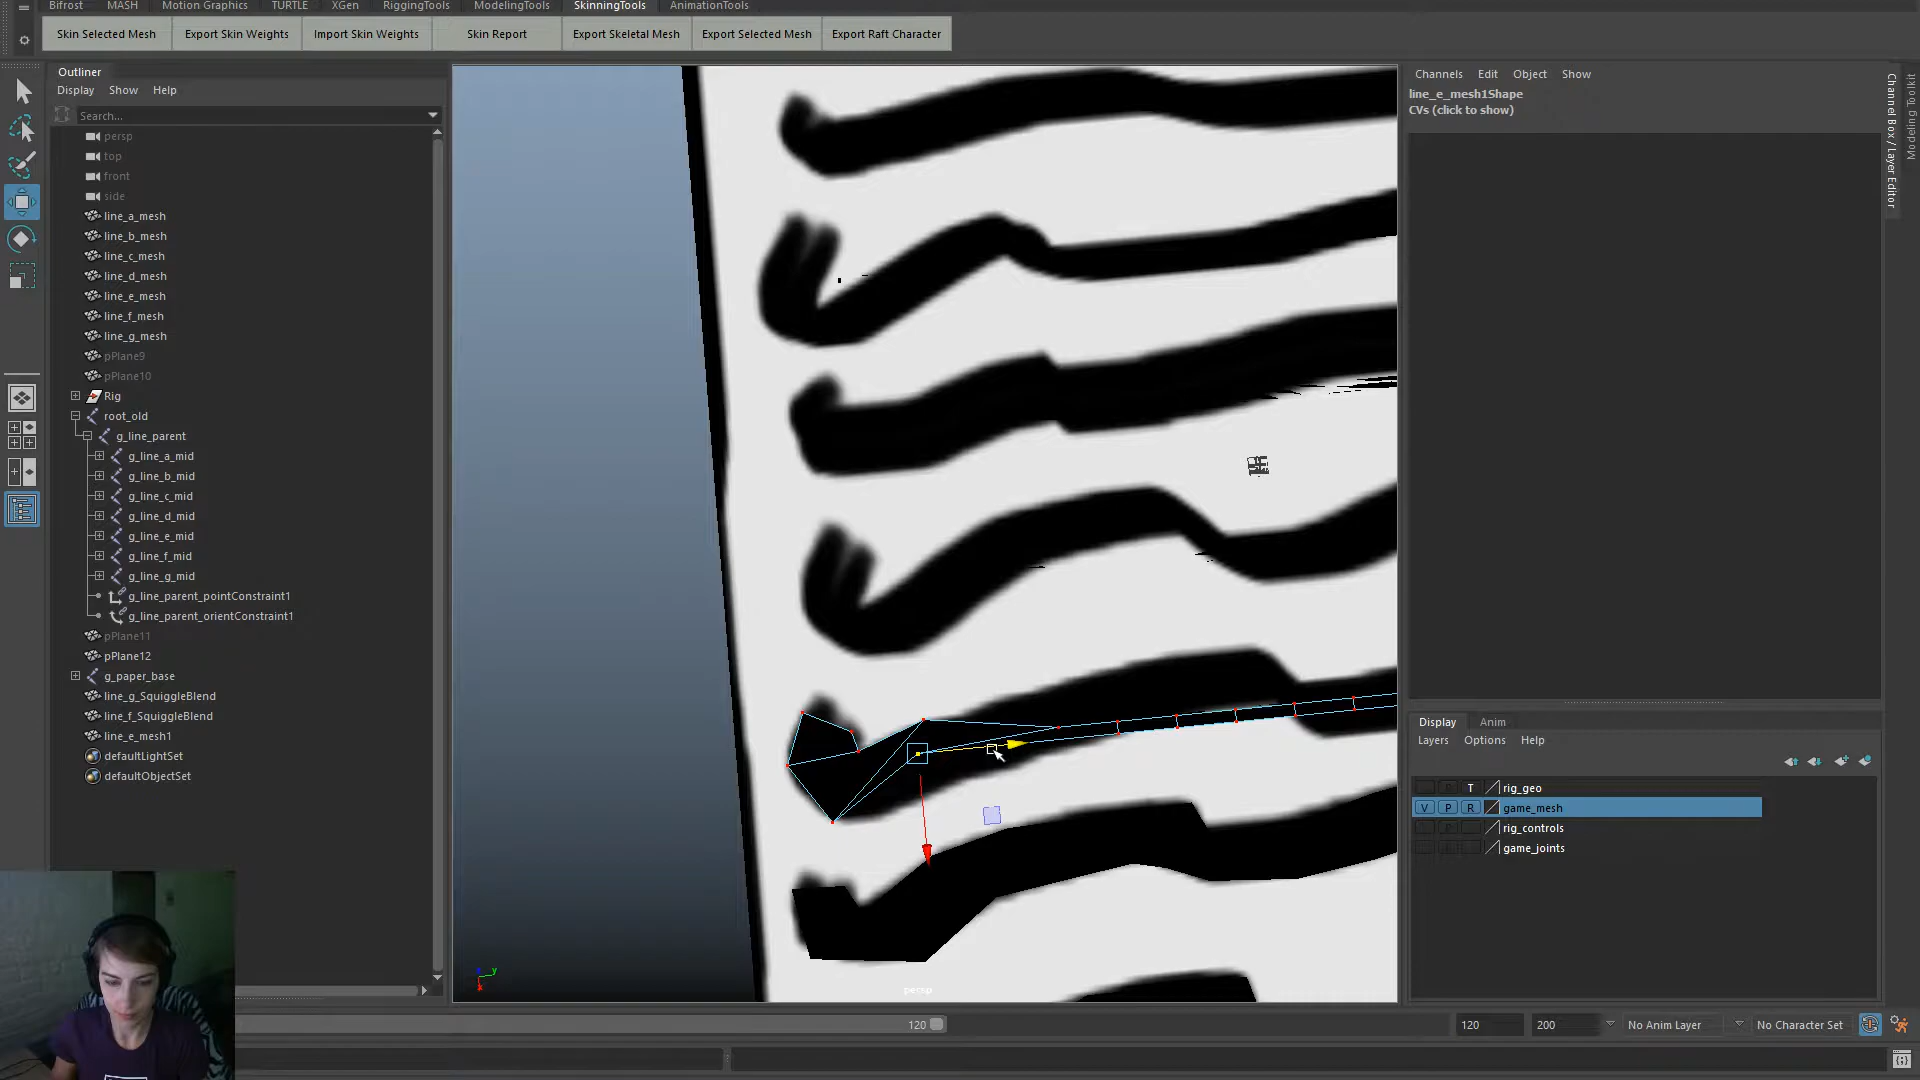 Bifrost MASH Motion Graphics TURTLE XGen RiggingTools ModelingTools SkinningTools AnimationTools
Skin Selected Mesh Export Skin Weights Import Skin Weights Skin Report Export Skeletal Mesh Export Selected Mesh Export Raft Character
Outliner
Display Show Help
Search...
persp
top
front
side
line_a_mesh
line_b_mesh
line_c_mesh
line_d_mesh
line_e_mesh
line_f_mesh
line_g_mesh
pPlane9
pPlane10
Rig
root_old
g_line_parent
g_line_a_mid
g_line_b_mid
g_line_c_mid
g_line_d_mid
g_line_e_mid
g_line_f_mid
g_line_g_mid
g_line_parent_pointConstraint1
g_line_parent_orientConstraint1
pPlane11
pPlane12
g_paper_base
line_g_SquiggleBlend
line_f_SquiggleBlend
line_e_mesh1
defaultLightSet
defaultObjectSet
persp
Channels Edit Object Show
line_e_mesh1Shape
CVs (click to show)
Channel Box / Layer Editor
Modeling Toolkit
Display Anim
Layers Options Help
T rig_geo
V P R game_mesh
P rig_controls
game_joints
120
120 200 No Anim Layer No Character Set